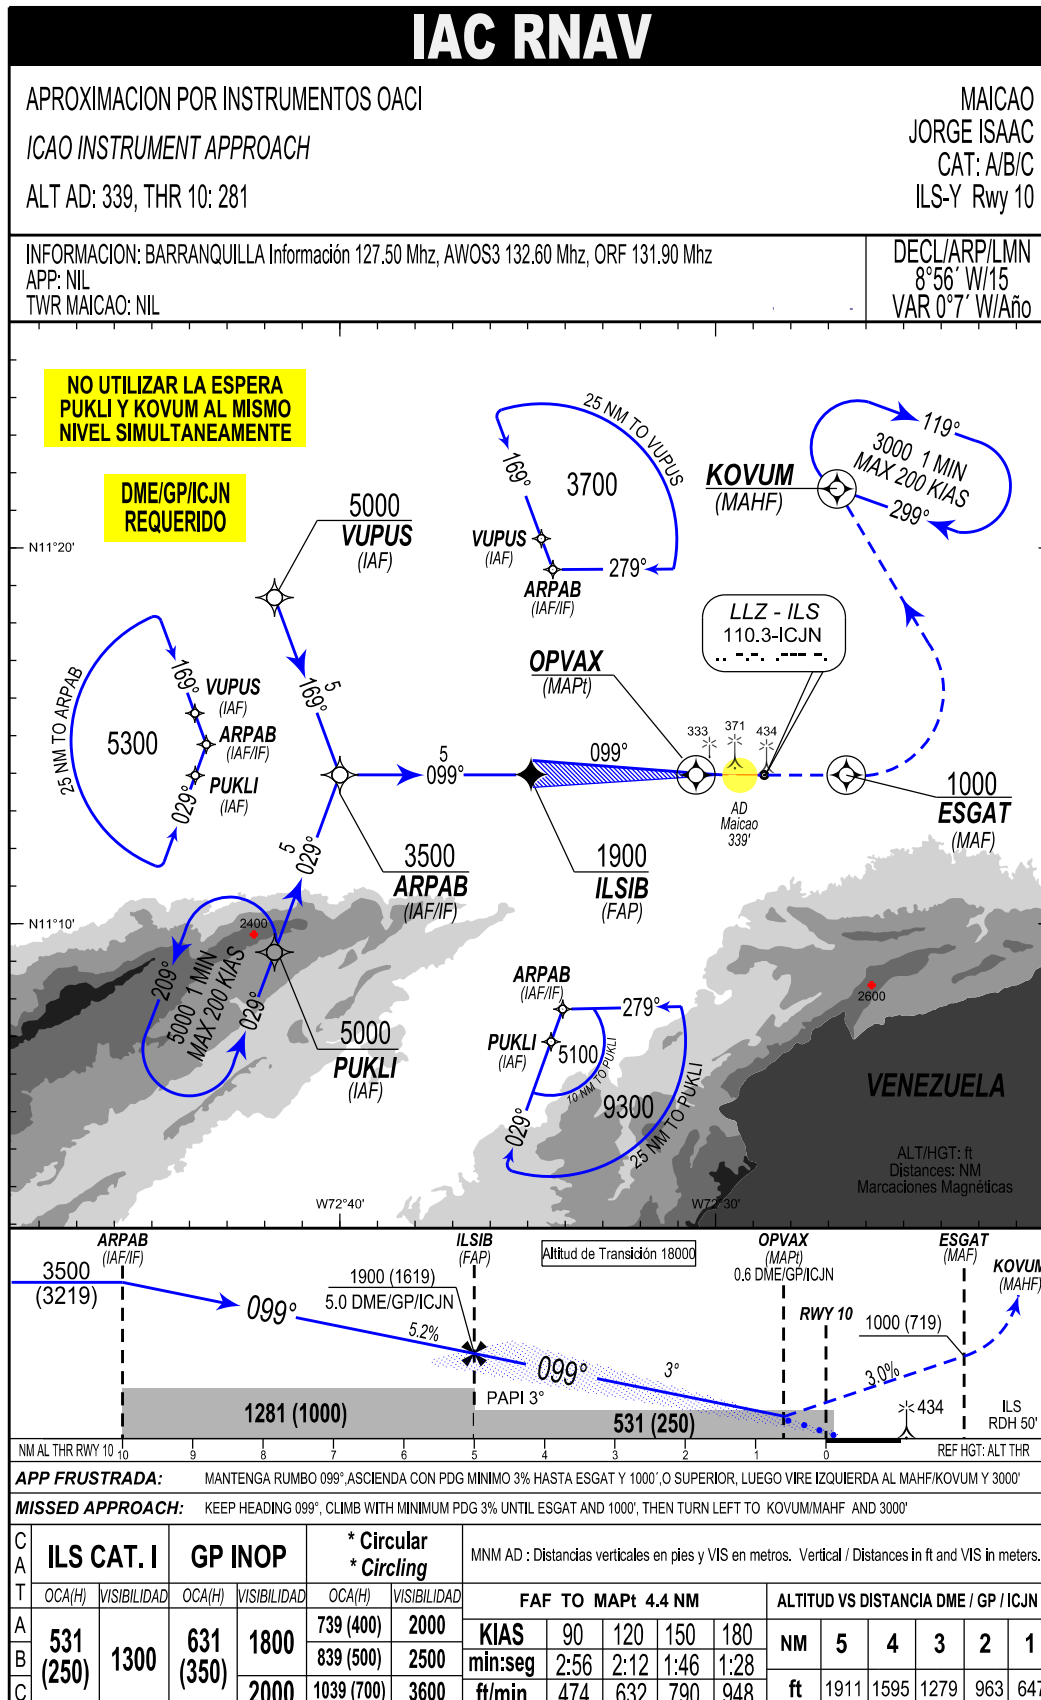 IAC RNAV
APROXIMACION POR INSTRUMENTOS OACI
ICAO INSTRUMENT APPROACH
ALT AD: 339, THR 10: 281
MAICAO
JORGE ISAAC
CAT: A/B/C
ILS-Y Rwy 10
INFORMACION: BARRANQUILLA Información 127.50 Mhz, AWOS3 132.60 Mhz, ORF 131.90 Mhz
APP: NIL
TWR MAICAO: NIL
DECL/ARP/LMN
8°56´ W/15
VAR 0°7´ W/Año
NO UTILIZAR LA ESPERA
PUKLI Y KOVUM AL MISMO
NIVEL SIMULTANEAMENTE
DME/GP/ICJN
REQUERIDO
5000
VUPUS
(IAF)
25 NM TO VUPUS
169°
3700
VUPUS
(IAF)
279°
ARPAB
(IAF/IF)
KOVUM
(MAHF)
119°
3000 1 MIN
MAX 200 KIAS
299°
N11°20'
LLZ - ILS
110.3-ICJN
.. -.-. .--- -.
OPVAX
(MAPt)
25 NM TO ARPAB
169°
5300
VUPUS
(IAF)
ARPAB
(IAF/IF)
PUKLI
(IAF)
029°
5
169°
5
099°
099°
333
371
434
AD
Maicao
339'
1000
ESGAT
(MAF)
5
029°
3500
ARPAB
(IAF/IF)
1900
ILSIB
(FAP)
N11°10'
2400
209°
5000 1 MIN
MAX 200 KIAS
029°
5000
PUKLI
(IAF)
ARPAB
(IAF/IF)
279°
PUKLI
(IAF)
5100
10 NM TO PUKLI
9300
25 NM TO PUKLI
029°
2600
VENEZUELA
ALT/HGT: ft
Distances: NM
Marcaciones Magnéticas
W72°40'
W72°30'
ARPAB
(IAF/IF)
ILSIB
(FAP)
Altitud de Transición 18000
OPVAX
(MAPt)
0.6 DME/GP/ICJN
ESGAT
(MAF)
KOVUM
(MAHF)
3500
(3219)
1900 (1619)
5.0 DME/GP/ICJN
099°
5.2%
RWY 10
1000 (719)
099°
3°
3.0%
PAPI 3°
1281 (1000)
531 (250)
434
ILS
RDH 50'
NM AL THR RWY 10
10 9 8 7 6 5 4 3 2 1 0
REF HGT: ALT THR
APP FRUSTRADA: MANTENGA RUMBO 099°,ASCIENDA CON PDG MINIMO 3% HASTA ESGAT Y 1000´,O SUPERIOR, LUEGO VIRE IZQUIERDA AL MAHF/KOVUM Y 3000'
MISSED APPROACH: KEEP HEADING 099°, CLIMB WITH MINIMUM PDG 3% UNTIL ESGAT AND 1000', THEN TURN LEFT TO KOVUM/MAHF AND 3000'
CAT
ILS CAT. I
GP INOP
* Circular
* Circling
MNM AD : Distancias verticales en pies y VIS en metros. Vertical / Distances in ft and VIS in meters.
OCA(H) VISIBILIDAD OCA(H) VISIBILIDAD OCA(H) VISIBILIDAD
FAF TO MAPt 4.4 NM
ALTITUD VS DISTANCIA DME / GP / ICJN
A 531 (250) 1300 631 (350) 1800 739 (400) 2000
B 839 (500) 2500
C 2000 1039 (700) 3600
KIAS 90 120 150 180
min:seg 2:56 2:12 1:46 1:28
ft/min 474 632 790 948
NM 5 4 3 2 1
ft 1911 1595 1279 963 647